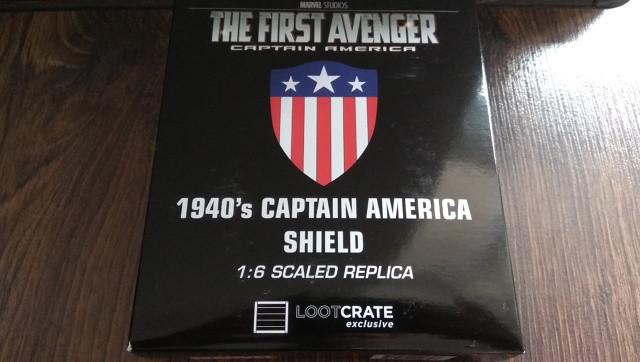 MARVEL STUDIOS
THE FIRST AVENGER
CAPTAIN AMERICA
1940's CAPTAIN AMERICA
SHIELD
1:6 SCALED REPLICA
LOOTCRATE
exclusive